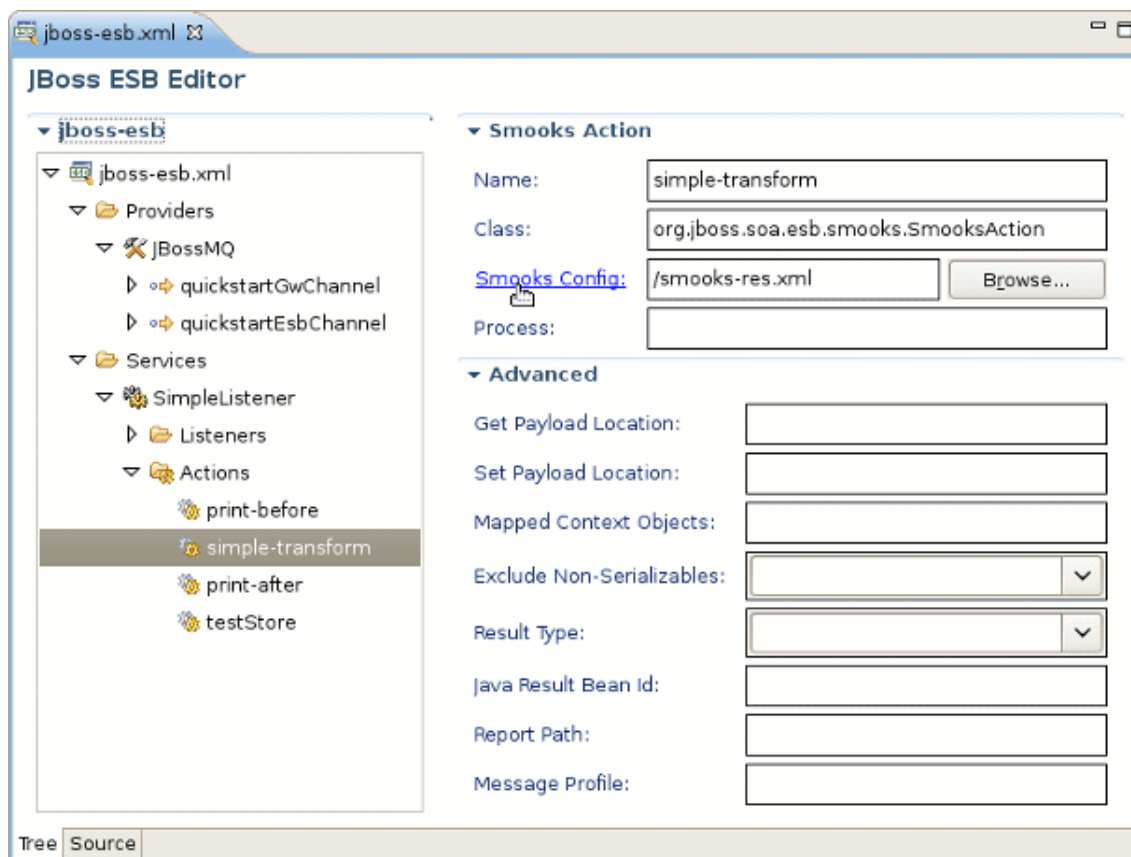 jboss-esb.xml
JBoss ESB Editor
jboss-esb
jboss-esb.xml
Providers
JBossMQ
quickstartGwChannel
quickstartEsbChannel
Services
SimpleListener
Listeners
Actions
print-before
simple-transform
print-after
testStore
Smooks Action
Name: simple-transform
Class: org.jboss.soa.esb.smooks.SmooksAction
Smooks Config: /smooks-res.xml Browse...
Process:
Advanced
Get Payload Location:
Set Payload Location:
Mapped Context Objects:
Exclude Non-Serializables:
Result Type:
Java Result Bean Id:
Report Path:
Message Profile:
Tree Source